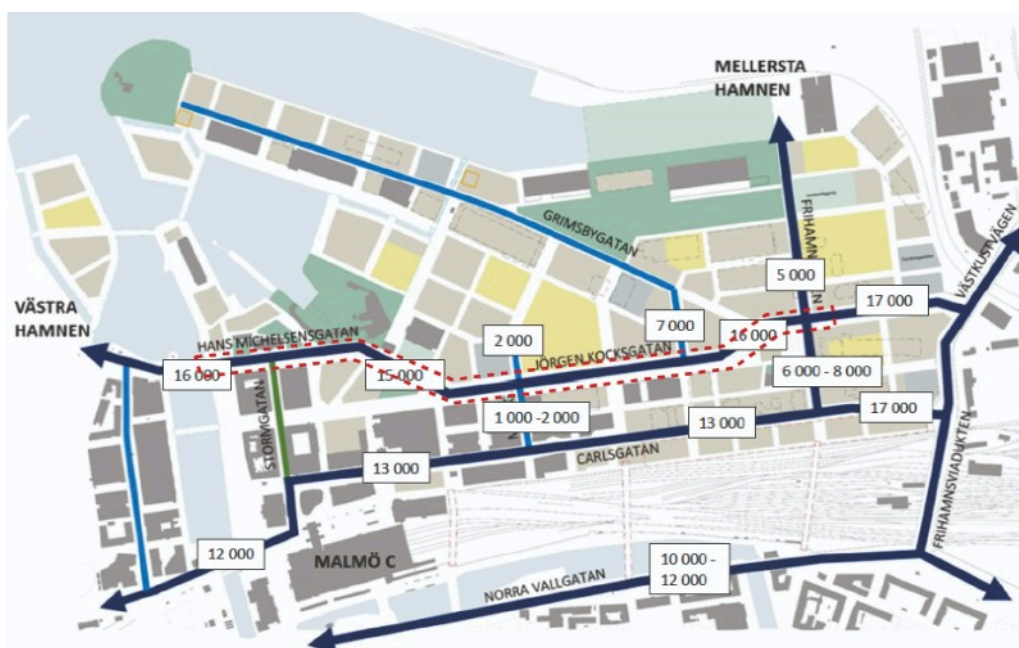 MELLERSTA
HAMNEN
GRIMSBYGATAN
FRIHAMN
5 000
17 000
VÄSTKUSTVÄGEN
VÄSTRA
HAMNEN
HANS MICHELSENSGATAN
2 000
7 000
16 000
JÖRGEN KOCKSGATAN
16 000
15 000
6 000 - 8 000
STORMGATAN
1 000 -2 000
17 000
13 000
13 000
CARLSGATAN
FRIHAMNSVIADUKTEN
12 000
MALMÖ C
10 000 -
12 000
NORRA VALLGATAN